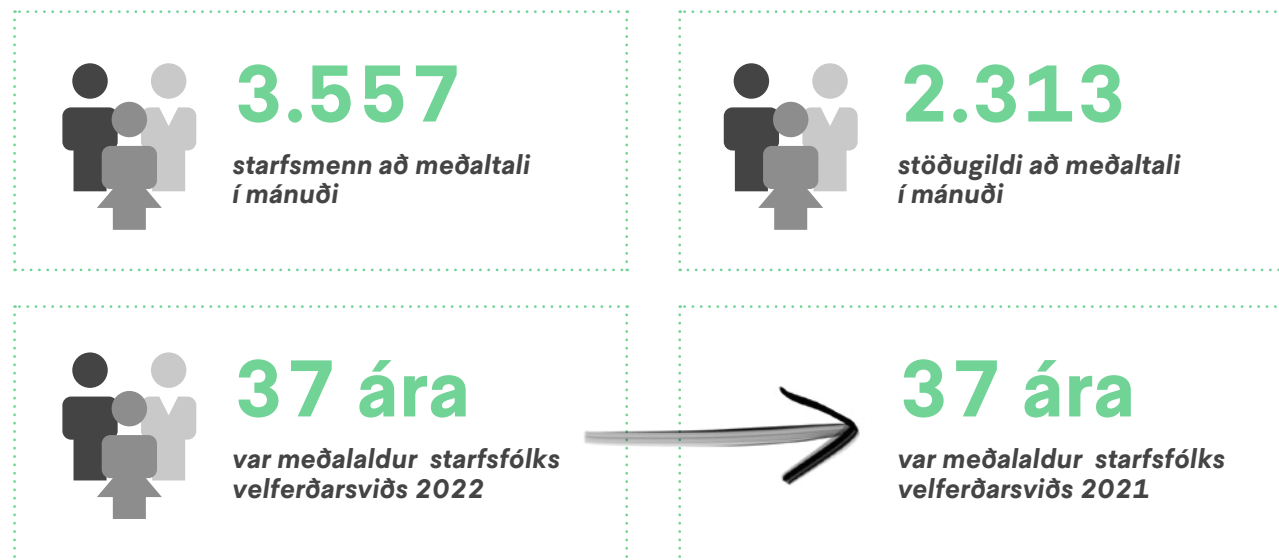 3.557
starfsmenn að meðaltali
í mánuði
2.313
stöðugildi að meðaltali
í mánuði
37 ára
var meðalaldur starfsfólks
velferðarsviðs 2022
37 ára
var meðalaldur starfsfólks
velferðarsviðs 2021